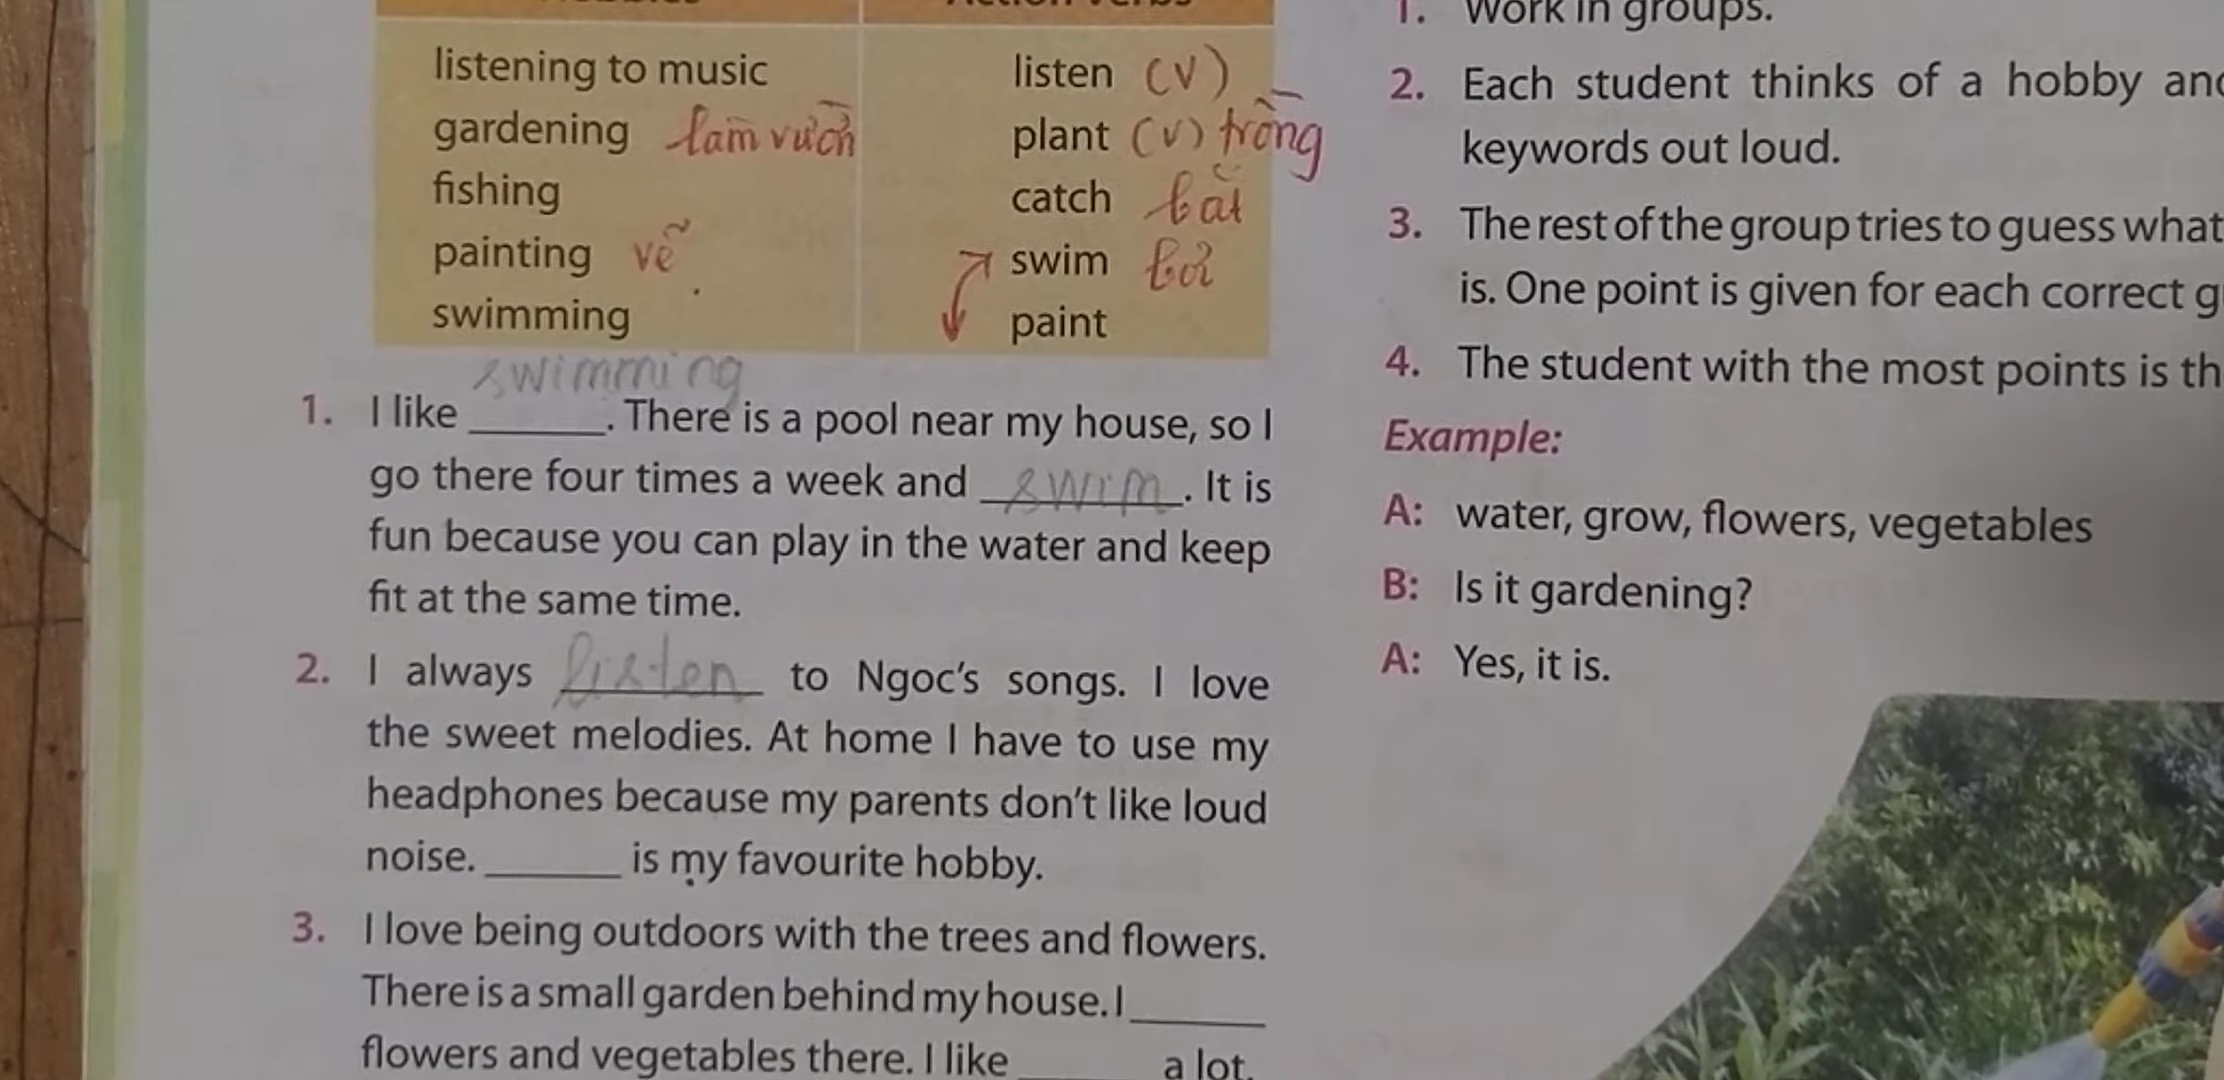 listening to music listen (v)
gardening làm vườn plant (v) trồng
fishing catch bắt
painting vẽ swim bơi
swimming paint
swimming
1. I like ______. There is a pool near my house, so I
go there four times a week and swim. It is
fun because you can play in the water and keep
fit at the same time.
2. I always listen to Ngoc's songs. I love
the sweet melodies. At home I have to use my
headphones because my parents don't like loud
noise. ______ is my favourite hobby.
3. I love being outdoors with the trees and flowers.
There is a small garden behind my house. I ______
flowers and vegetables there. I like ______ a lot.
1. Work in groups.
2. Each student thinks of a hobby and
keywords out loud.
3. The rest of the group tries to guess what
is. One point is given for each correct
4. The student with the most points is
Example:
A: water, grow, flowers, vegetables
B: Is it gardening?
A: Yes, it is.